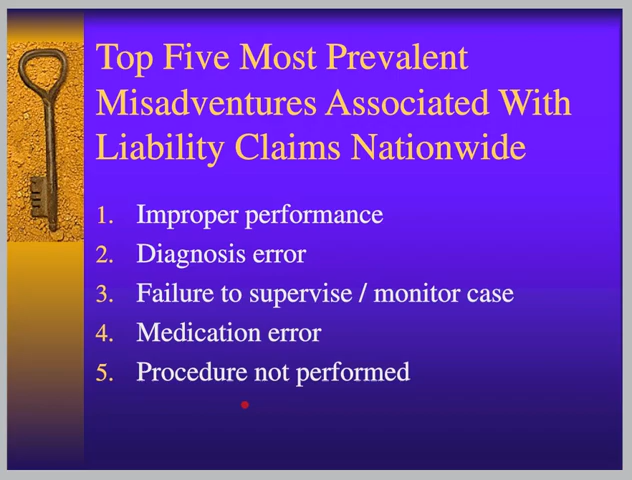 Top Five Most Prevalent
Misadventures Associated With
Liability Claims Nationwide
1. Improper performance
2. Diagnosis error
3. Failure to supervise / monitor case
4. Medication error
5. Procedure not performed